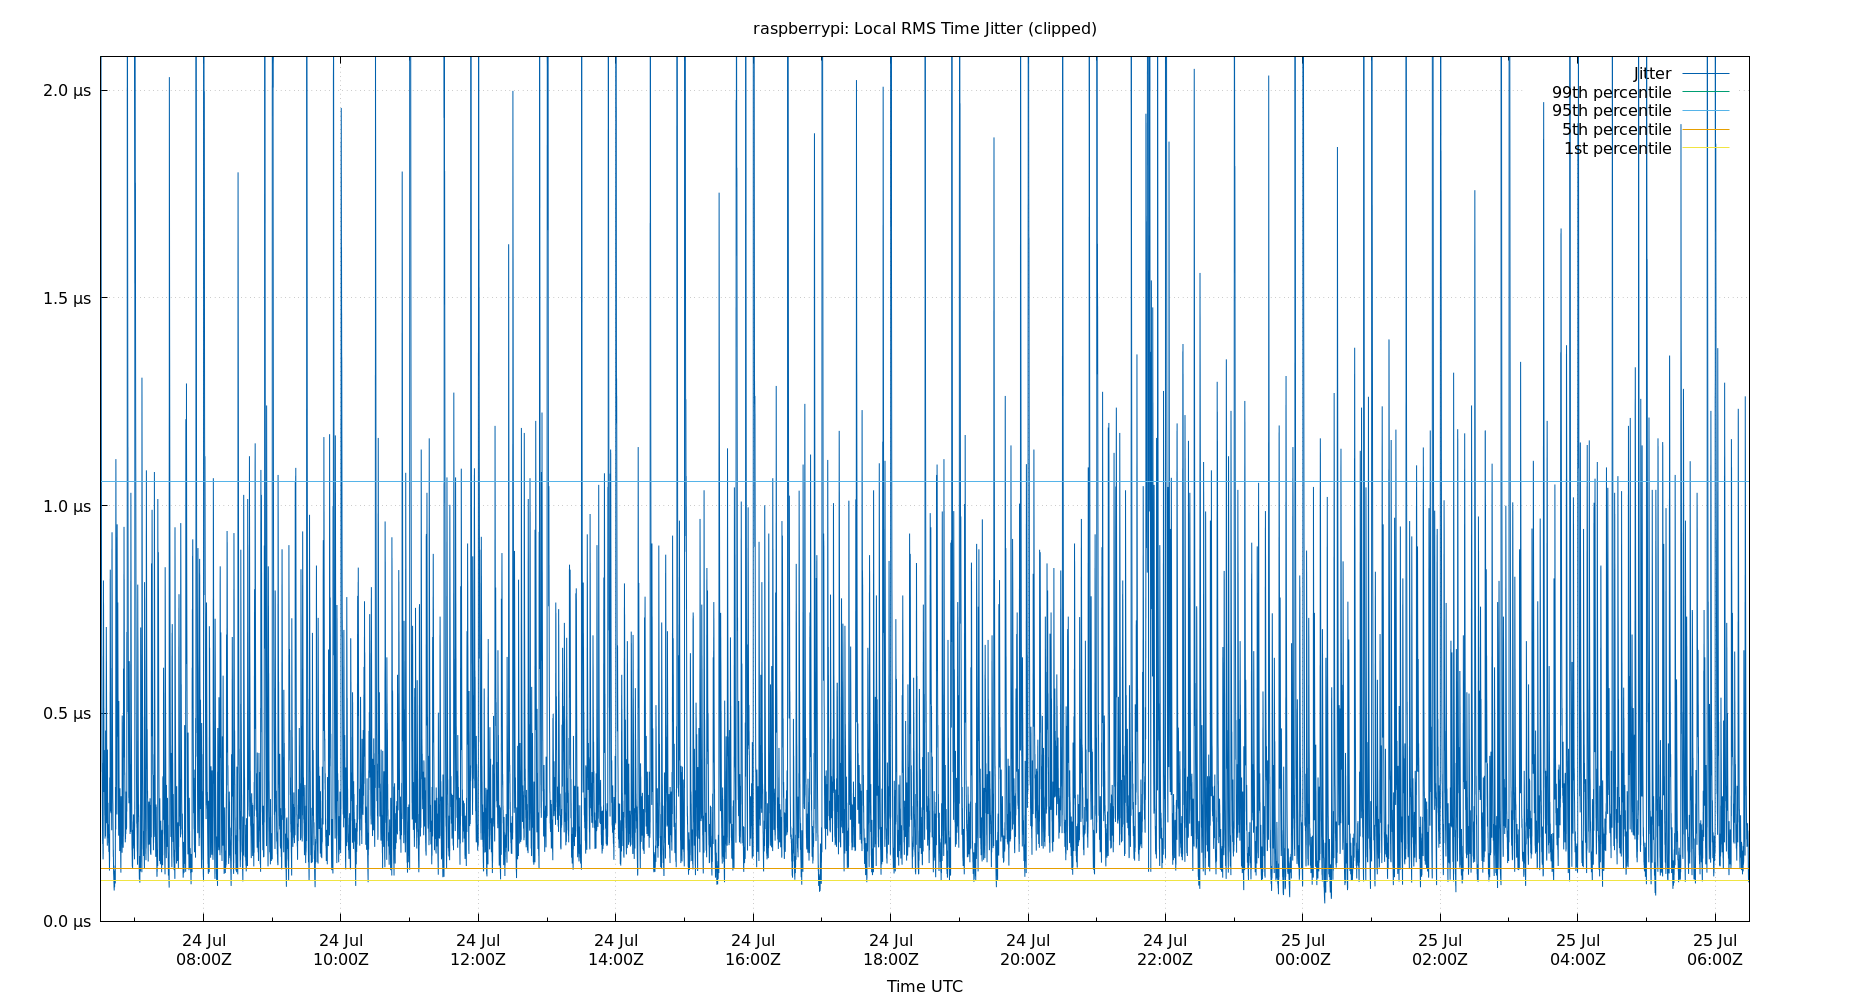 raspberrypi: Local RMS Time Jitter (clipped)
Jitter
99th percentile
95th percentile
5th percentile
1st percentile
2.0 μs
1.5 μs
1.0 μs
0.5 μs
0.0 μs
24 Jul 24 Jul 24 Jul 24 Jul 24 Jul 24 Jul 24 Jul 24 Jul 25 Jul 25 Jul 25 Jul 25 Jul
08:00Z 10:00Z 12:00Z 14:00Z 16:00Z 18:00Z 20:00Z 22:00Z 00:00Z 02:00Z 04:00Z 06:00Z
Time UTC